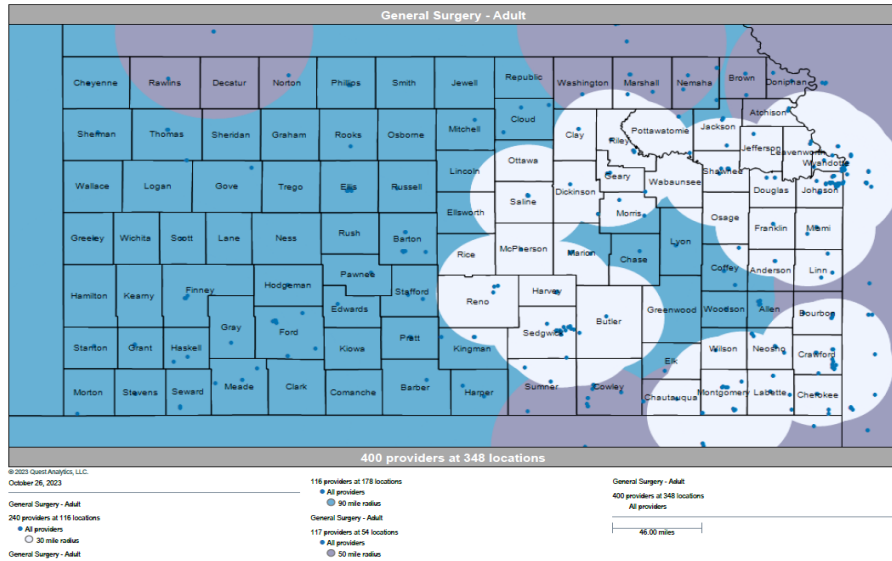 General Surgery - Adult
Cheyenne Rawlins Decatur Norton Phillips Smith Jewell Republic Washington Marshall Nemaha Brown Doniphan
Sherman Thomas Sheridan Graham Rooks Osborne Mitchell Cloud Clay Riley Pottawatomie Jackson Atchison
Jefferson Leavenworth Wyandotte
Wallace Logan Gove Trego Ellis Russell Lincoln Ottawa Saline Dickinson Geary Wabaunsee Shawnee Douglas Johnson
Ellsworth Morris Osage
Greeley Wichita Scott Lane Ness Rush Barton Rice McPherson Marion Chase Lyon Franklin Miami
Coffey Anderson Linn
Hamilton Kearny Finney Hodgeman Pawnee Stafford Reno Harvey
Gray Ford Edwards Sedgwick Butler Greenwood Woodson Allen Bourbon
Stanton Grant Haskell Kiowa Pratt Kingman Elk Wilson Neosho Crawford
Morton Stevens Seward Meade Clark Comanche Barber Harper Sumner Cowley Chautauqua Montgomery Labette Cherokee
400 providers at 348 locations
© 2023 Quest Analytics, LLC.
October 26, 2023
General Surgery - Adult
240 providers at 116 locations
All providers
30 mile radius
General Surgery - Adult
116 providers at 178 locations
All providers
90 mile radius
General Surgery - Adult
117 providers at 54 locations
All providers
50 mile radius
General Surgery - Adult
400 providers at 348 locations
All providers
46.00 miles